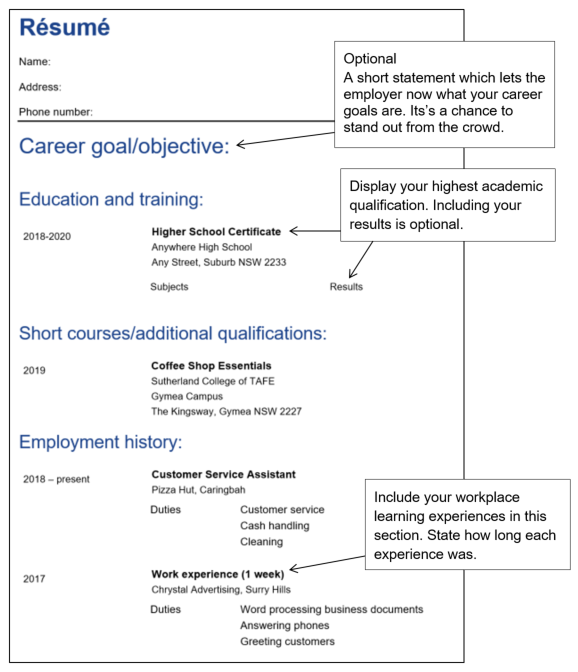 Résumé
Name:
Address:
Phone number:
Optional
A short statement which lets the
employer now what your career
goals are. Its's a chance to
stand out from the crowd.
Career goal/objective:
Education and training:
Display your highest academic
qualification. Including your
results is optional.
2018-2020 Higher School Certificate
Anywhere High School
Any Street, Suburb NSW 2233
Subjects Results
Short courses/additional qualifications:
2019 Coffee Shop Essentials
Sutherland College of TAFE
Gymea Campus
The Kingsway, Gymea NSW 2227
Employment history:
2018 – present Customer Service Assistant
Pizza Hut, Caringbah
Duties Customer service
Cash handling
Cleaning
Include your workplace
learning experiences in this
section. State how long each
experience was.
2017 Work experience (1 week)
Chrystal Advertising, Surry Hills
Duties Word processing business documents
Answering phones
Greeting customers